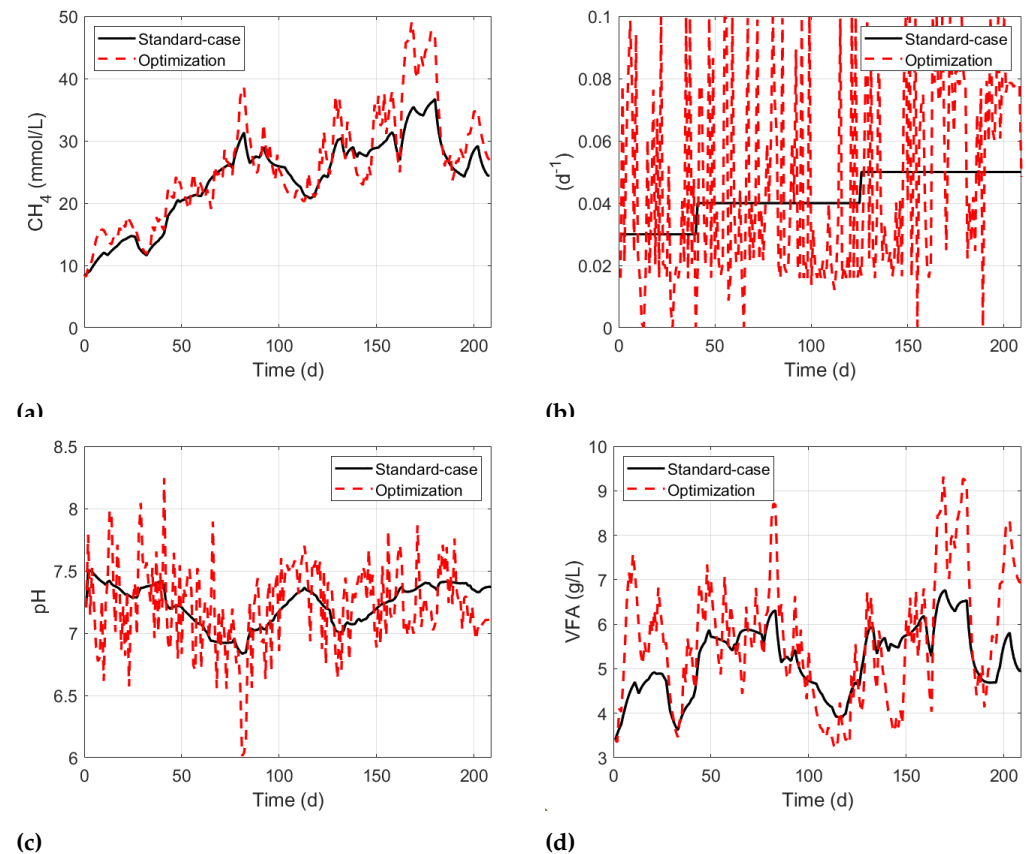 50
40
30
20
10
0
CH4 (mmol/L)
Standard-case
Optimization
0 50 100 150 200
Time (d)
(a)
0.1
0.08
0.06
0.04
0.02
0
(d-1)
Standard-case
Optimization
0 50 100 150 200
Time (d)
(b)
8.5
8
7.5
7
6.5
6
pH
Standard-case
Optimization
0 50 100 150 200
Time (d)
(c)
10
9
8
7
6
5
4
3
VFA (g/L)
Standard-case
Optimization
0 50 100 150 200
Time (d)
(d)